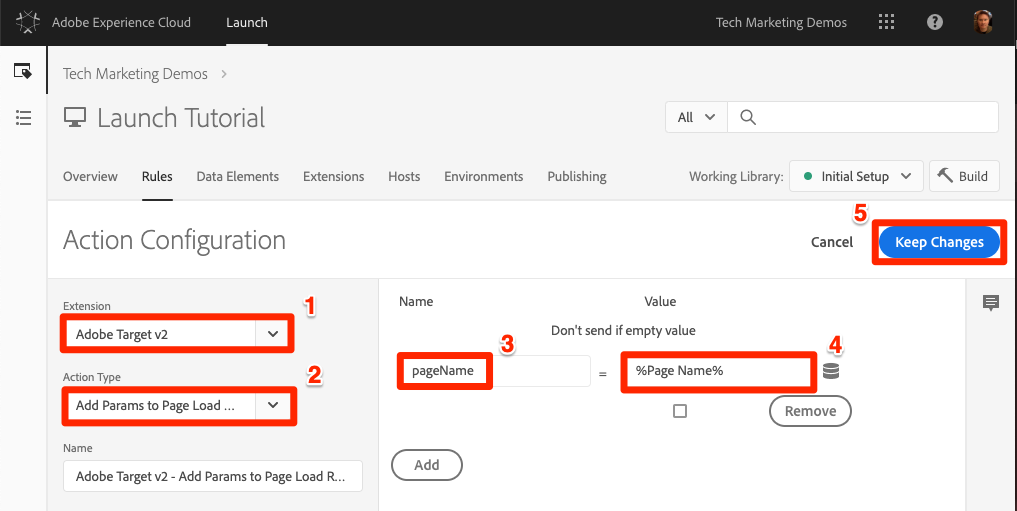 Adobe Experience Cloud Launch Tech Marketing Demos
Tech Marketing Demos >
Launch Tutorial
All
Overview Rules Data Elements Extensions Hosts Environments Publishing Working Library: Initial Setup Build
5
Action Configuration Cancel Keep Changes
Extension 1
Adobe Target v2
Action Type 2
Add Params to Page Load ...
Name
Adobe Target v2 - Add Params to Page Load R...
Name Value
Don't send if empty value
3 4
pageName = %Page Name%
Remove
Add